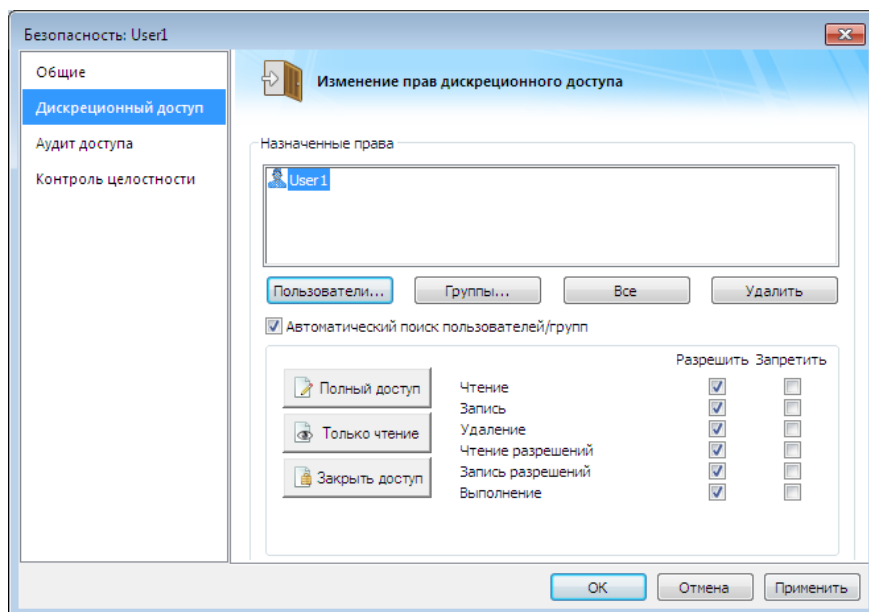 Безопасность: User1
Общие
Дискреционный доступ
Аудит доступа
Контроль целостности
Изменение прав дискреционного доступа
Назначенные права
User1
Пользователи... Группы... Все Удалить
Автоматический поиск пользователей/групп
Разрешить Запретить
Полный доступ
Только чтение
Закрыть доступ
Чтение
Запись
Удаление
Чтение разрешений
Запись разрешений
Выполнение
OK Отмена Применить